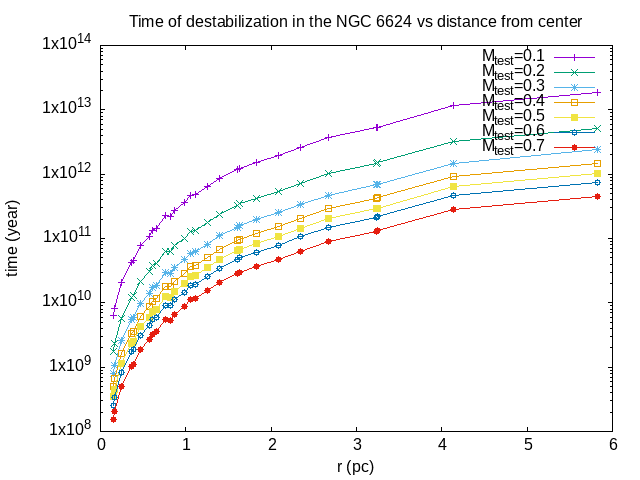 Time of destabilization in the NGC 6624 vs distance from center
1x10^14
1x10^13
1x10^12
1x10^11
1x10^10
1x10^9
1x10^8
time (year)
M_test=0.1
M_test=0.2
M_test=0.3
M_test=0.4
M_test=0.5
M_test=0.6
M_test=0.7
0 1 2 3 4 5 6
r (pc)